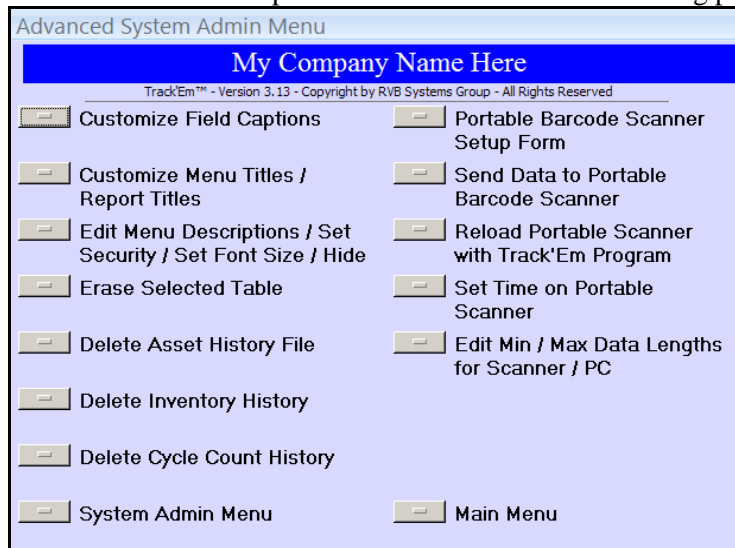 Advanced System Admin Menu
My Company Name Here
Track'Em™ - Version 3.13 - Copyright by RVB Systems Group - All Rights Reserved
Customize Field Captions
Customize Menu Titles /
Report Titles
Edit Menu Descriptions / Set
Security / Set Font Size / Hide
Erase Selected Table
Delete Asset History File
Delete Inventory History
Delete Cycle Count History
System Admin Menu
Portable Barcode Scanner
Setup Form
Send Data to Portable
Barcode Scanner
Reload Portable Scanner
with Track'Em Program
Set Time on Portable
Scanner
Edit Min / Max Data Lengths
for Scanner / PC
Main Menu